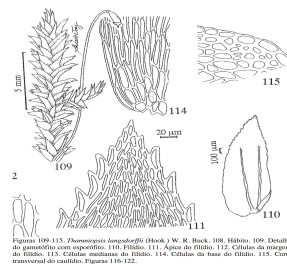 5 mm
109
114
115
20 μm
111
100 μm
110
2
Figuras 109-115. Thamniopsis langsdorffii (Hook.) W. R. Buck. 108. Hábito. 109. Detalh
do gametófito com esporófito. 110. Filídio. 111. Ápice do filídio. 112. Células da margem
do filídio. 113. Células medianas do filídio. 114. Células da base do filídio. 115. Cort
transversal do caulídio. Figuras 116-122.